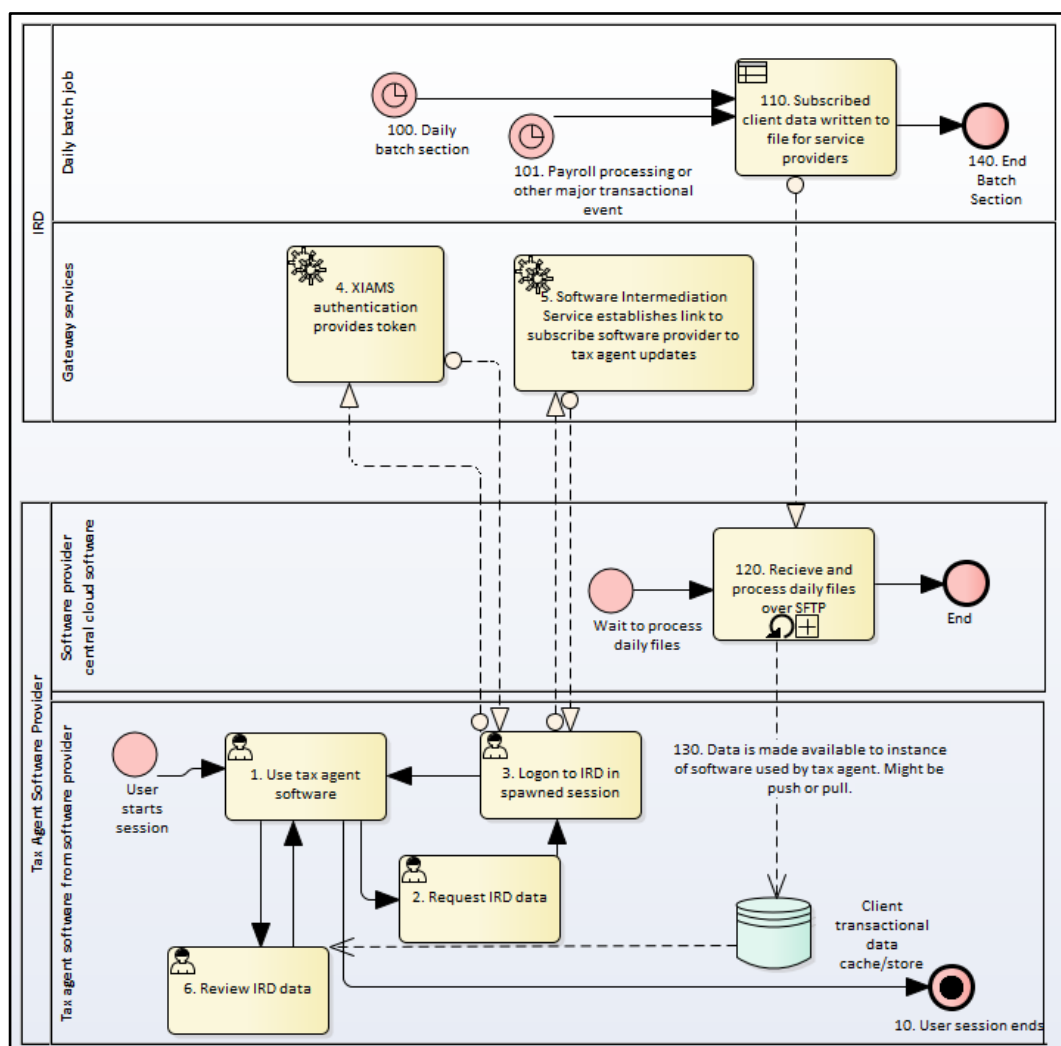 IRD
Daily batch job
100. Daily
batch section
101. Payroll processing or
other major transactional
event
110. Subscribed
client data written to
file for service
providers
140. End
Batch
Section
Gateway services
4. XIAMS
authentication
provides token
5. Software Intermediation
Service establishes link to
subscribe software provider to
tax agent updates
Tax Agent Software Provider
Software provider
central cloud software
Wait to process
daily files
120. Recieve and
process daily files
over SFTP
End
Tax agent software from software provider
User
starts
session
1. Use tax agent
software
3. Logon to IRD in
spawned session
130. Data is made available to instance
of software used by tax agent. Might be
push or pull.
2. Request IRD data
Client
transactional
data
cache/store
6. Review IRD data
10. User session ends